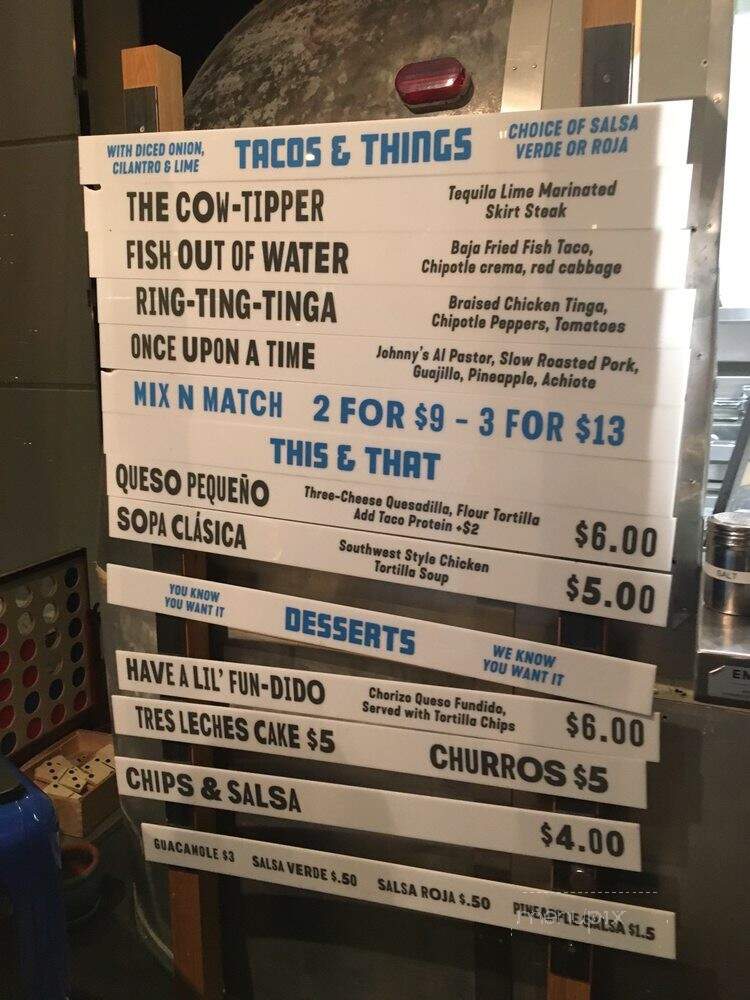 WITH DICED ONION,
CILANTRO & LIME
TACOS & THINGS
CHOICE OF SALSA
VERDE OR ROJA
THE COW-TIPPER
Tequila Lime Marinated
Skirt Steak
FISH OUT OF WATER
Baja Fried Fish Taco,
Chipotle crema, red cabbage
RING-TING-TINGA
Braised Chicken Tinga,
Chipotle Peppers, Tomatoes
ONCE UPON A TIME
Johnny's Al Pastor, Slow Roasted Pork,
Guajillo, Pineapple, Achiote
MIX N MATCH 2 FOR $9 - 3 FOR $13
THIS & THAT
QUESO PEQUEÑO
Three-Cheese Quesadilla, Flour Tortilla
Add Taco Protein +$2
$6.00
SOPA CLÁSICA
Southwest Style Chicken
Tortilla Soup
$5.00
YOU KNOW
YOU WANT IT
DESSERTS
WE KNOW
YOU WANT IT
HAVE A LIL' FUN-DIDO
Chorizo Queso Fundido,
Served with Tortilla Chips
$6.00
TRES LECHES CAKE $5
CHURROS $5
CHIPS & SALSA
$4.00
GUACAMOLE $3 SALSA VERDE $.50 SALSA ROJA $.50 PINEAPPLE SALSA $1.5
menupix
SALT
EN